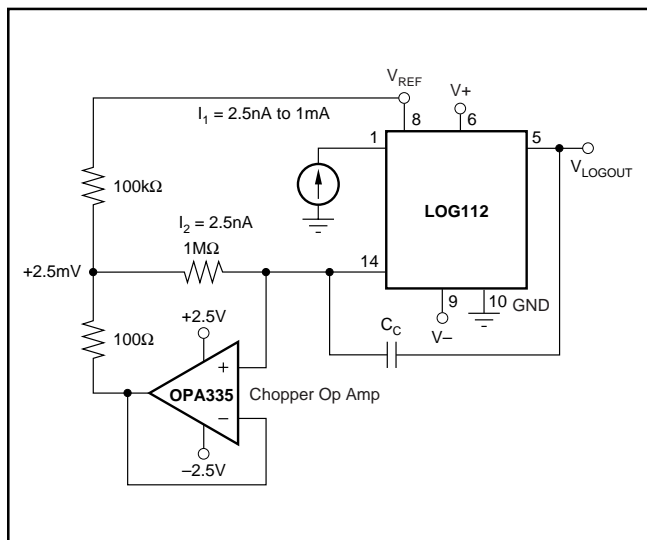 V_REF
V+
I_1 = 2.5nA to 1mA
8
6
1
5
V_LOGOUT
100kΩ
LOG112
I_2 = 2.5nA
1MΩ
+2.5mV
14
9
10
GND
V–
C_C
100Ω
+2.5V
+
OPA335
Chopper Op Amp
–
–2.5V